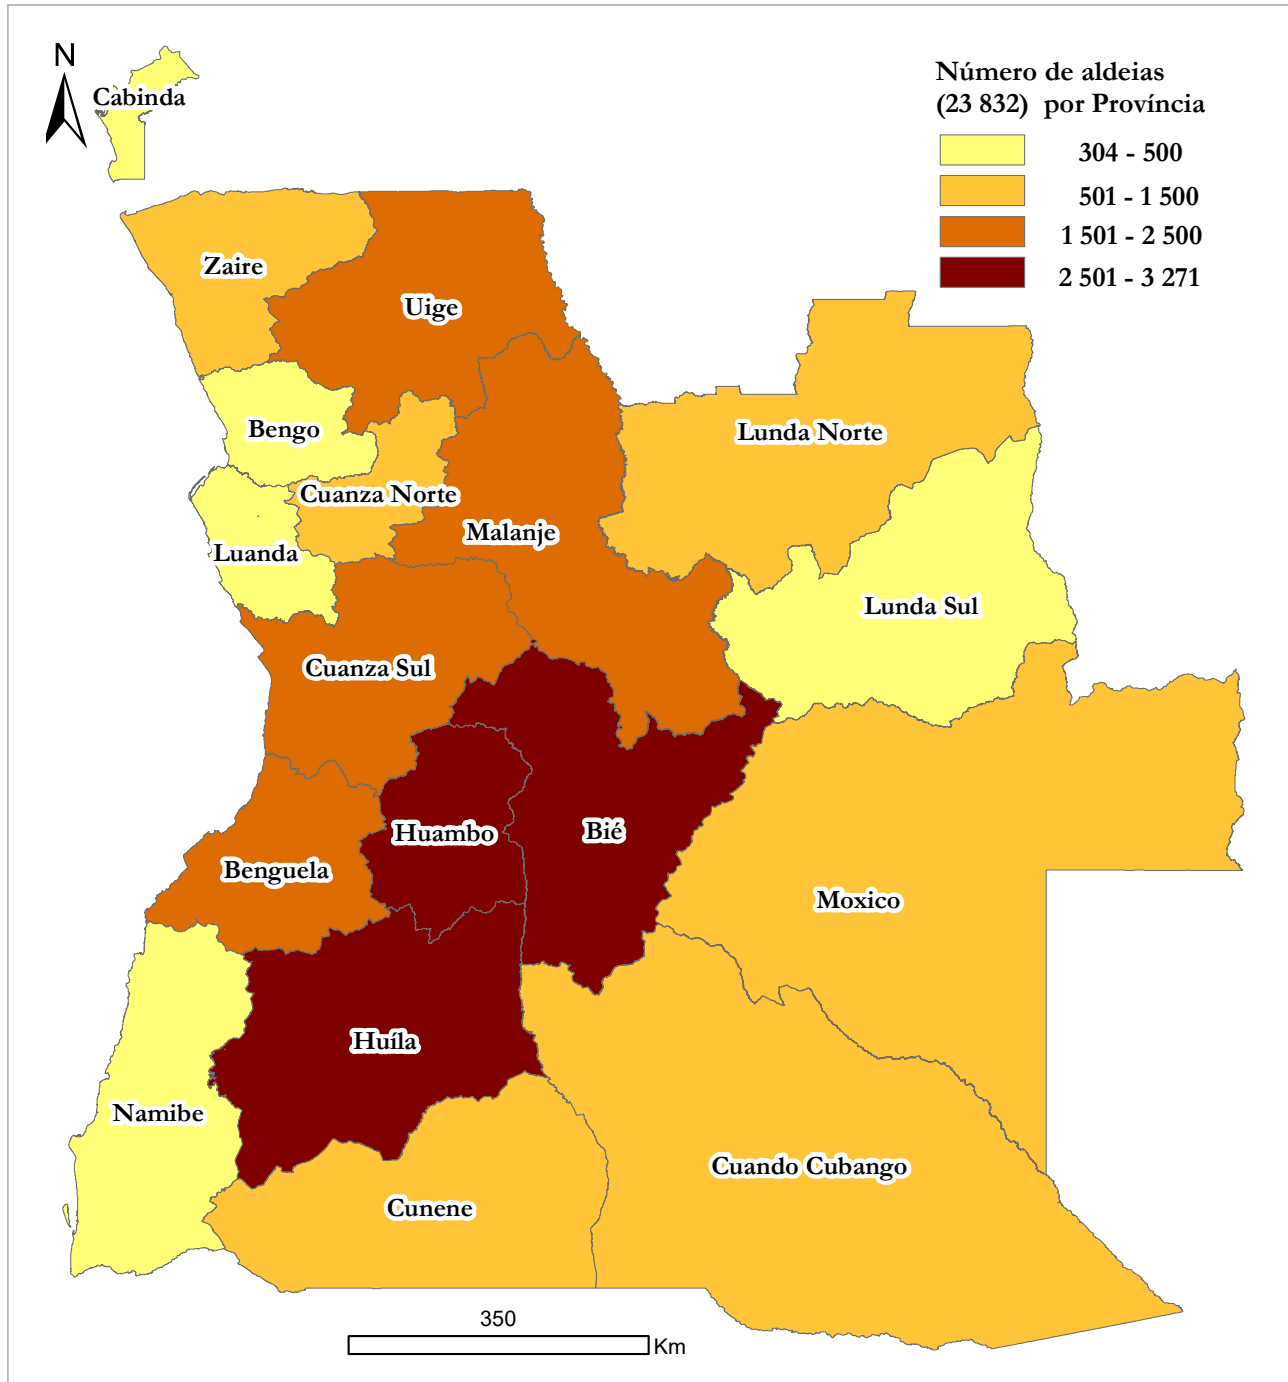 N
Cabinda
Número de aldeias
(23 832) por Província
304 - 500
501 - 1 500
1 501 - 2 500
2 501 - 3 271
Zaire
Uige
Bengo
Lunda Norte
Cuanza Norte
Malanje
Luanda
Lunda Sul
Cuanza Sul
Huambo
Bié
Benguela
Moxico
Huíla
Namibe
Cuando Cubango
Cunene
350
Km